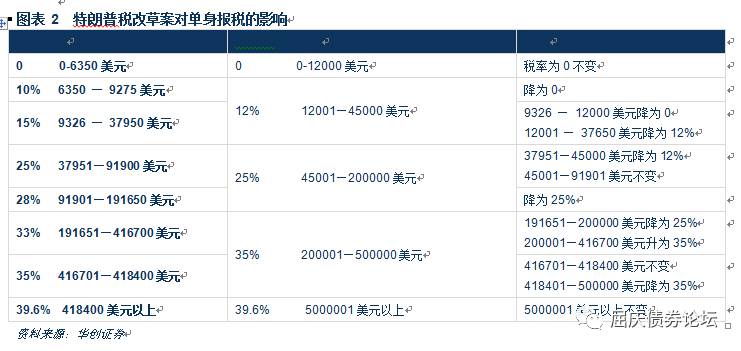 图表 2 特朗普税改草案对单身报税的影响
0 0-6350 美元
0 0-12000 美元
税率为 0 不变
10% 6350 — 9275 美元
12% 12001—45000 美元
降为 0
15% 9326 — 37950 美元
9326 — 12000 美元降为 0
12001 — 37650 美元降为 12%
25% 37951—91900 美元
25% 45001—200000 美元
37951—45000 美元降为 12%
45001—91901 美元不变
28% 91901—191650 美元
降为 25%
33% 191651—416700 美元
35% 200001—500000 美元
191651—200000 美元降为 25%
200001—416700 美元升为 35%
35% 416701—418400 美元
416701—418400 美元不变
418401—500000 美元降为 35%
39.6% 418400 美元以上
39.6% 5000001 美元以上
5000001 美元以上不变
资料来源：华创证券
屈庆债券论坛